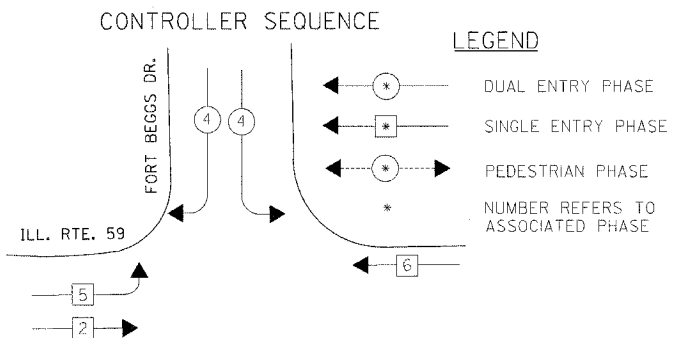 CONTROLLER SEQUENCE
LEGEND
FORT BEGGS DR.
4 4
* DUAL ENTRY PHASE
* SINGLE ENTRY PHASE
* PEDESTRIAN PHASE
* NUMBER REFERS TO
ASSOCIATED PHASE
ILL. RTE. 59
6
5
2